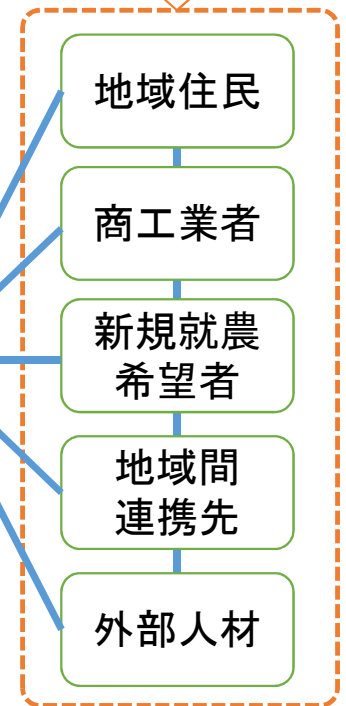 地域住民
商工業者
新規就農
希望者
地域間
連携先
外部人材